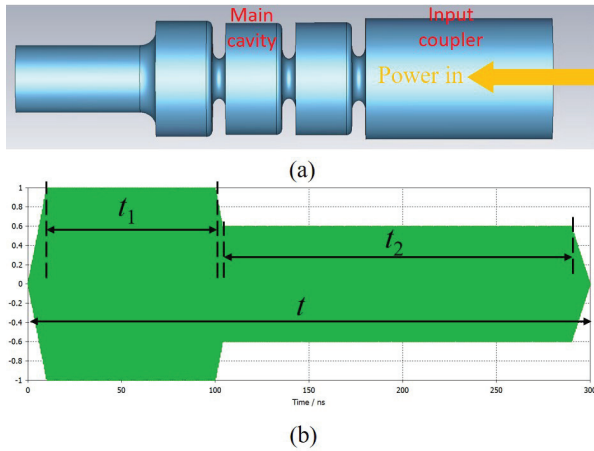 Main
cavity
Input
coupler
Power in
(a)
1
0.8
0.6
0.4
0.2
0
-0.2
-0.4
-0.6
-0.8
-1
t1
t2
t
0 50 100 150 200 250 300
Time / ns
(b)